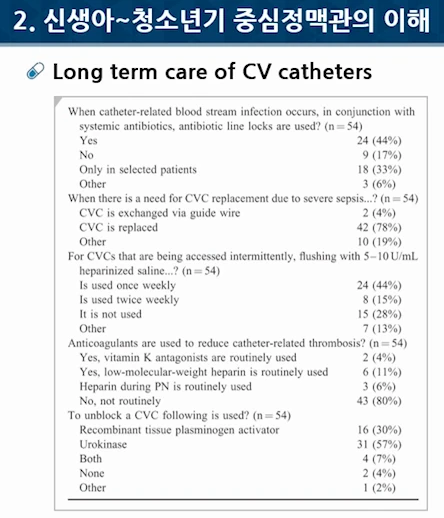 2. 신생아~청소년기 중심정맥관의 이해
Long term care of CV catheters
When catheter-related blood stream infection occurs, in conjunction with
systemic antibiotics, antibiotic line locks are used? (n=54)
Yes 24 (44%)
No 9 (17%)
Only in selected patients 18 (33%)
Other 3 (6%)
When there is a need for CVC replacement due to severe sepsis...? (n=54)
CVC is exchanged via guide wire 2 (4%)
CVC is replaced 42 (78%)
Other 10 (19%)
For CVCs that are being accessed intermittently, flushing with 5–10 U/mL
heparinized saline...? (n=54)
Is used once weekly 24 (44%)
Is used twice weekly 8 (15%)
It is not used 15 (28%)
Other 7 (13%)
Anticoagulants are used to reduce catheter-related thrombosis? (n=54)
Yes, vitamin K antagonists are routinely used 2 (4%)
Yes, low-molecular-weight heparin is routinely used 6 (11%)
Heparin during PN is routinely used 3 (6%)
No, not routinely 43 (80%)
To unblock a CVC following is used? (n=54)
Recombinant tissue plasminogen activator 16 (30%)
Urokinase 31 (57%)
Both 4 (7%)
None 2 (4%)
Other 1 (2%)